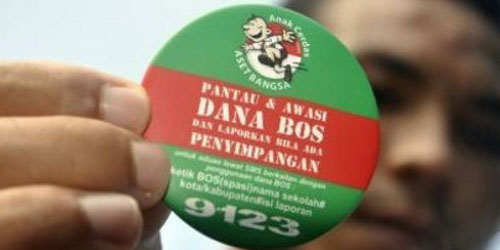 Anak Cerdas
ASET BANGSA
PANTAU & AWASI
DANA BOS
DAN LAPORKAN BILA ADA
PENYIMPANGAN
untuk aduan lewat SMS berkaitan dengan
penggunaan dana BOS
ketik BOS(spasi)nama sekolah#
kota/kabupaten#isi laporan
9123